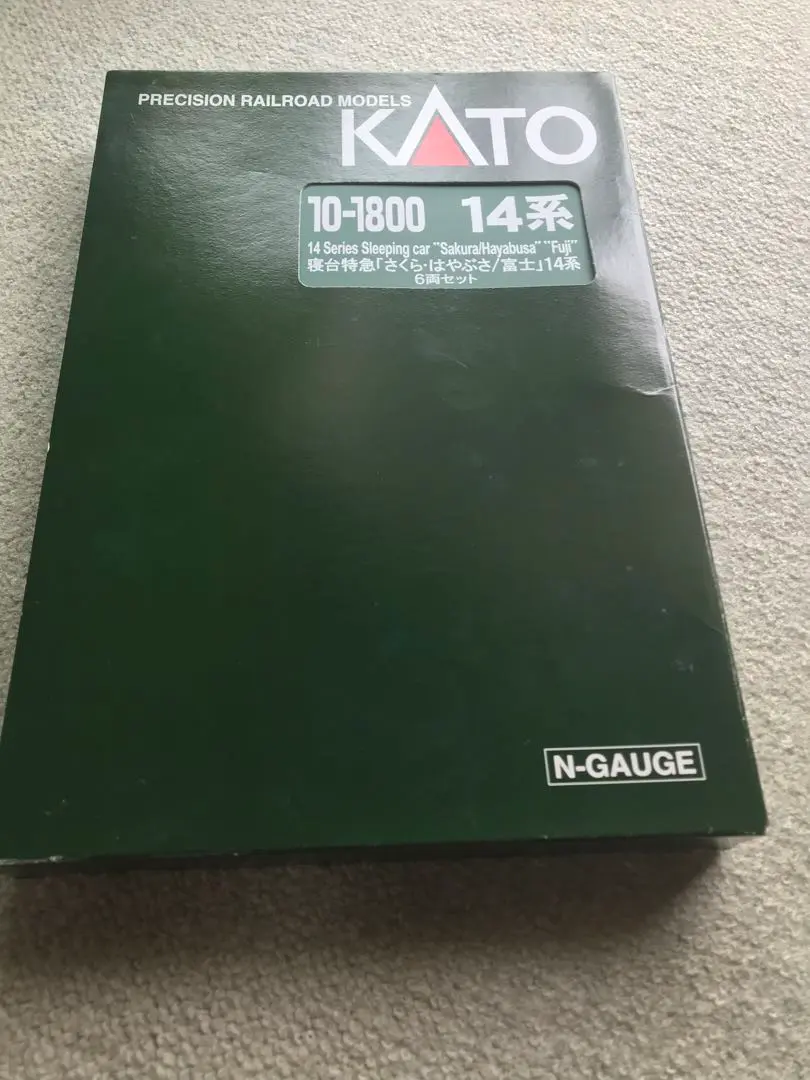 PRECISION RAILROAD MODELS
KATO
10-1800 14系
14 Series Sleeping car "Sakura/Hayabusa" "Fuji"
寝台特急「さくら・はやぶさ/富士」14系
6両セット
N-GAUGE